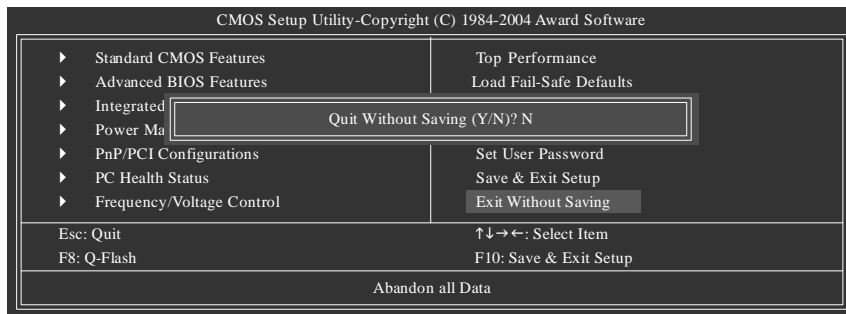 CMOS Setup Utility-Copyright (C) 1984-2004 Award Software
Standard CMOS Features
Advanced BIOS Features
Integrated
Power Ma
PnP/PCI Configurations
PC Health Status
Frequency/Voltage Control
Top Performance
Load Fail-Safe Defaults
Quit Without Saving (Y/N)? N
Set User Password
Save & Exit Setup
Exit Without Saving
Esc: Quit
↑↓→←: Select Item
F8: Q-Flash
F10: Save & Exit Setup
Abandon all Data